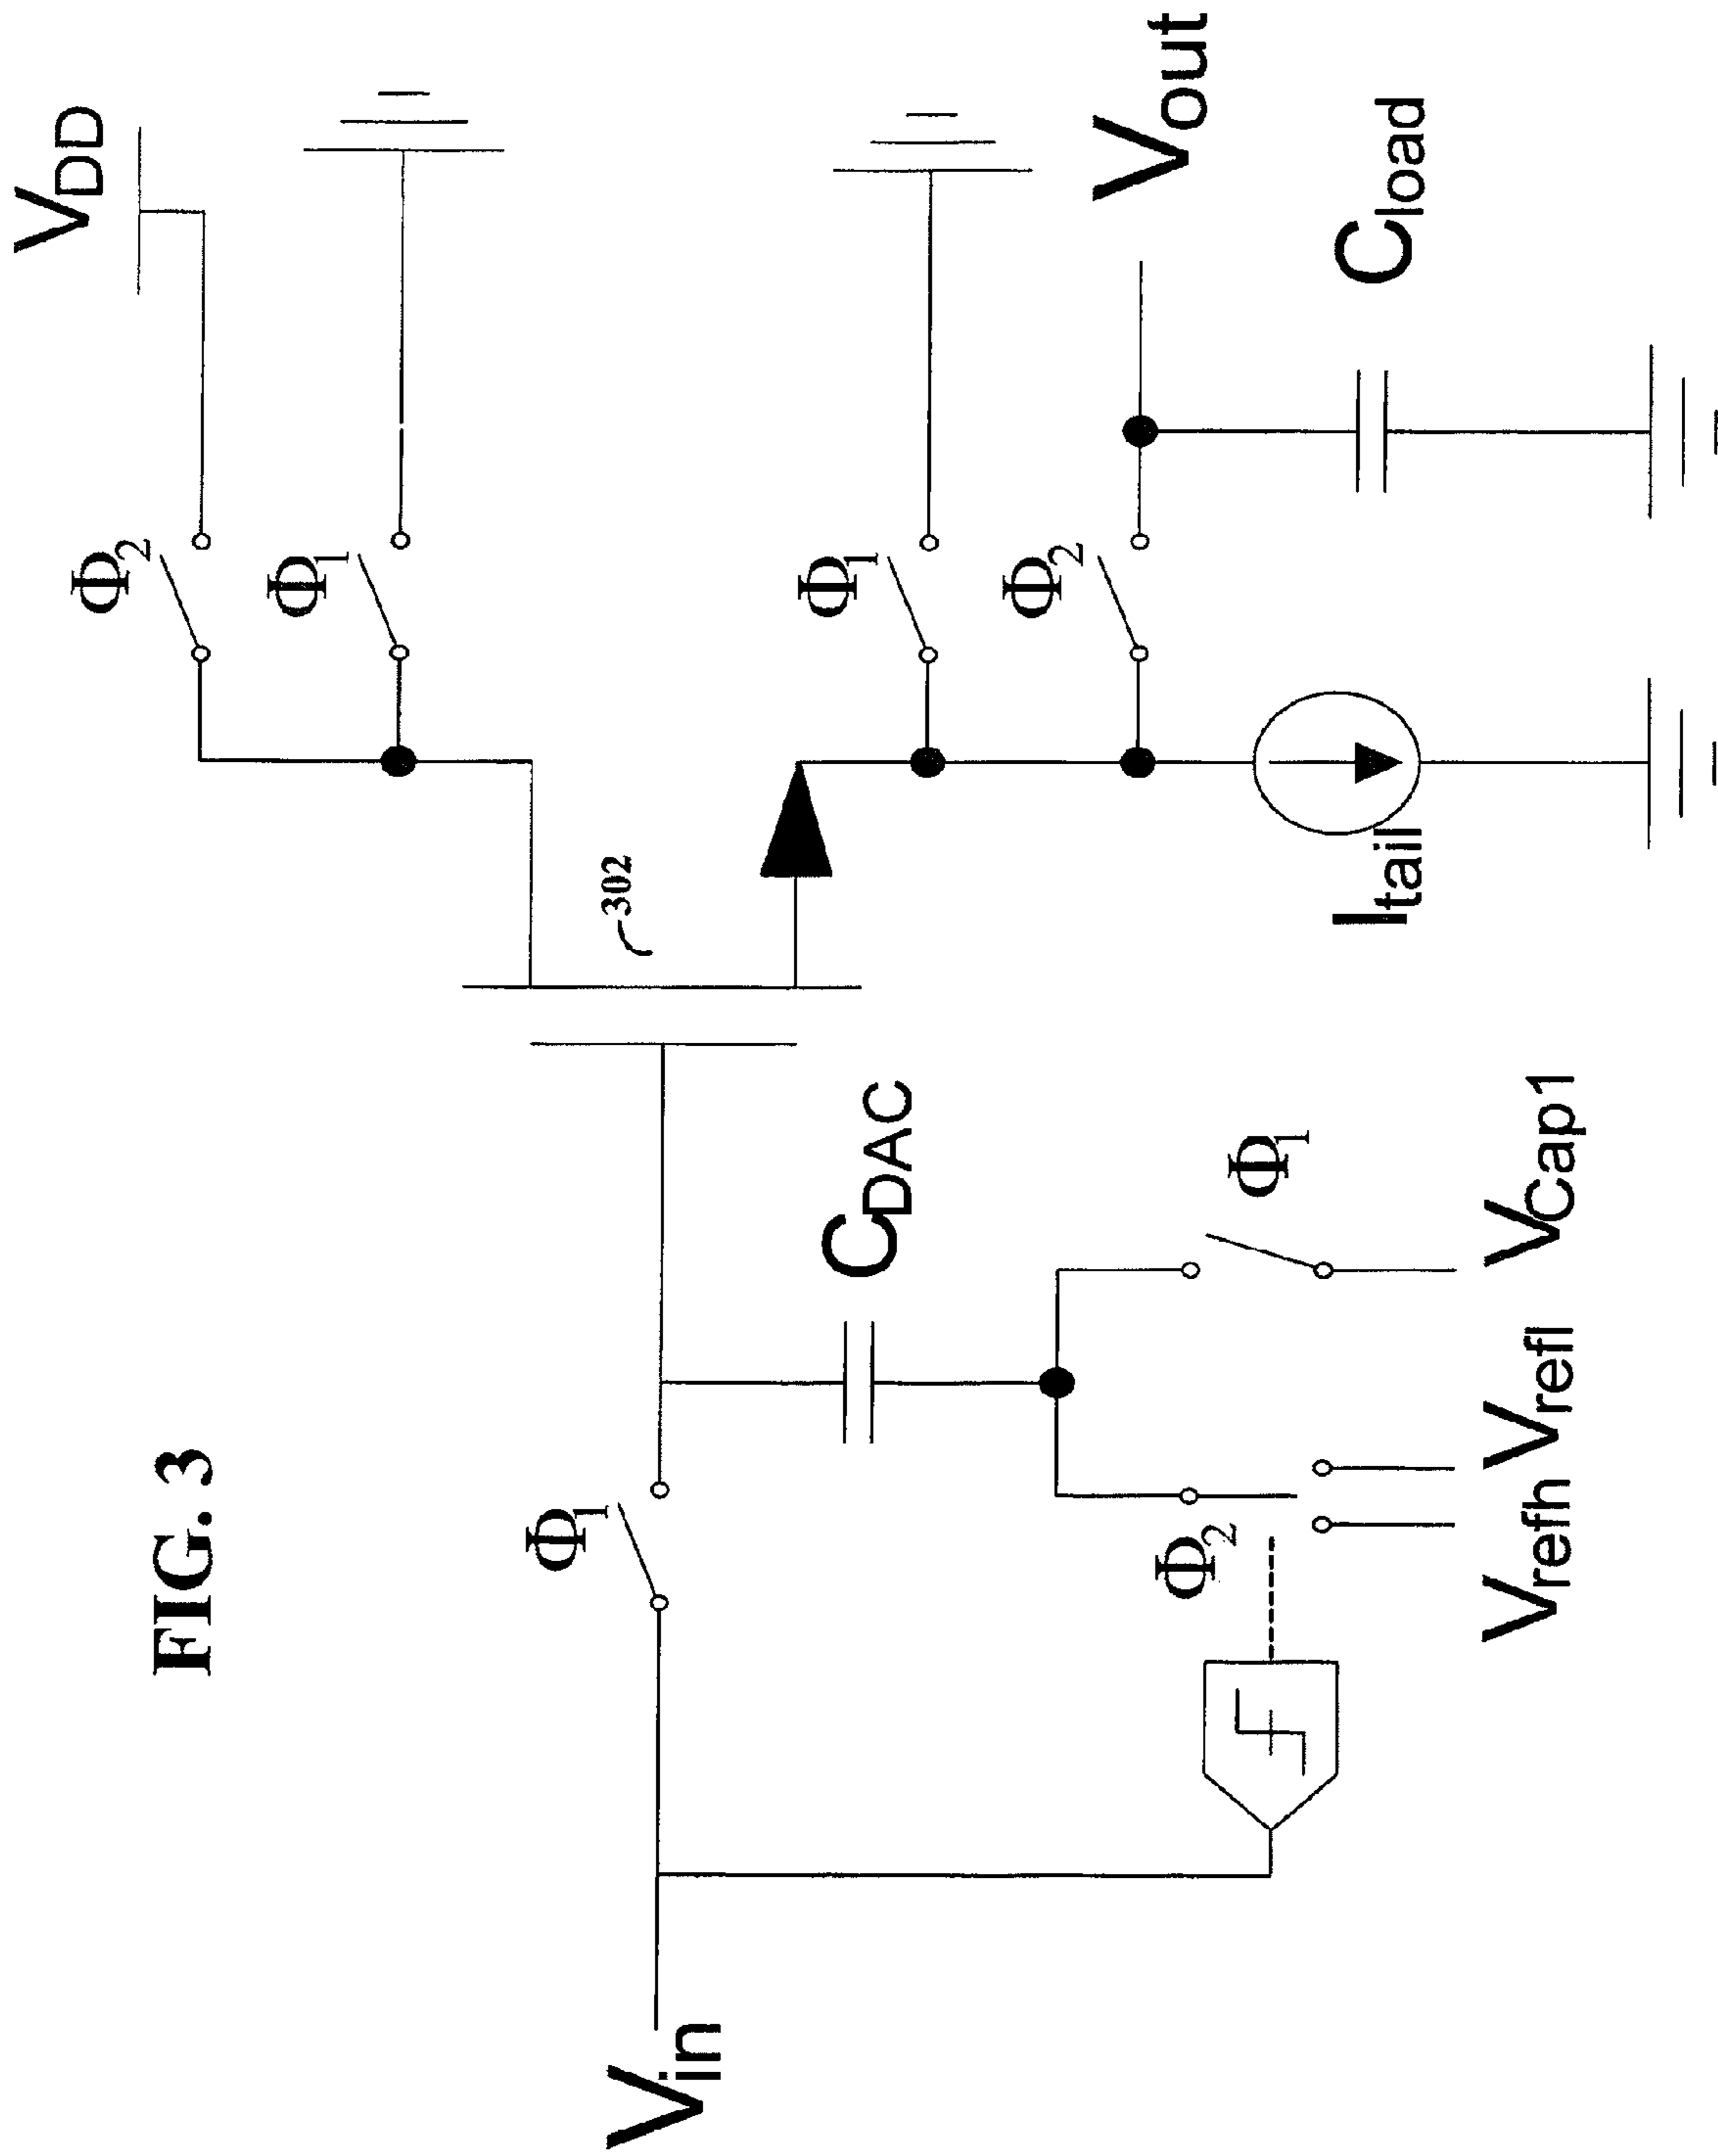 FIG. 3
V_DD
Φ₂
Φ₁
Φ₁
302
Φ₁
V_in
C_DAC
Φ₂
V_out
Φ₂
Φ₁
I_tail
C_load
V_refh V_refl V_Cap1